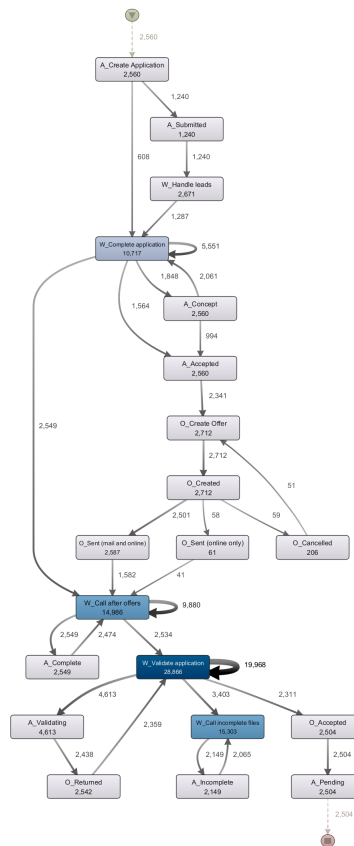 2,560
A_Create Application
2,560
1,240
A_Submitted
1,240
608
1,240
W_Handle leads
2,671
1,287
W_Complete application
10,717
5,551
1,848
2,061
1,564
A_Concept
2,560
994
A_Accepted
2,560
2,341
O_Create Offer
2,712
2,549
2,712
O_Created
2,712
51
2,501
58
59
O_Sent (mail and online)
2,587
O_Sent (online only)
61
O_Cancelled
206
1,582
41
W_Call after offers
14,986
9,880
2,549
2,474
2,534
A_Complete
2,549
W_Validate application
28,866
19,968
4,613
2,359
3,403
2,311
A_Validating
4,613
W_Call incomplete files
15,303
O_Accepted
2,504
2,438
2,149
2,065
2,504
O_Returned
2,542
A_Incomplete
2,149
A_Pending
2,504
2,504